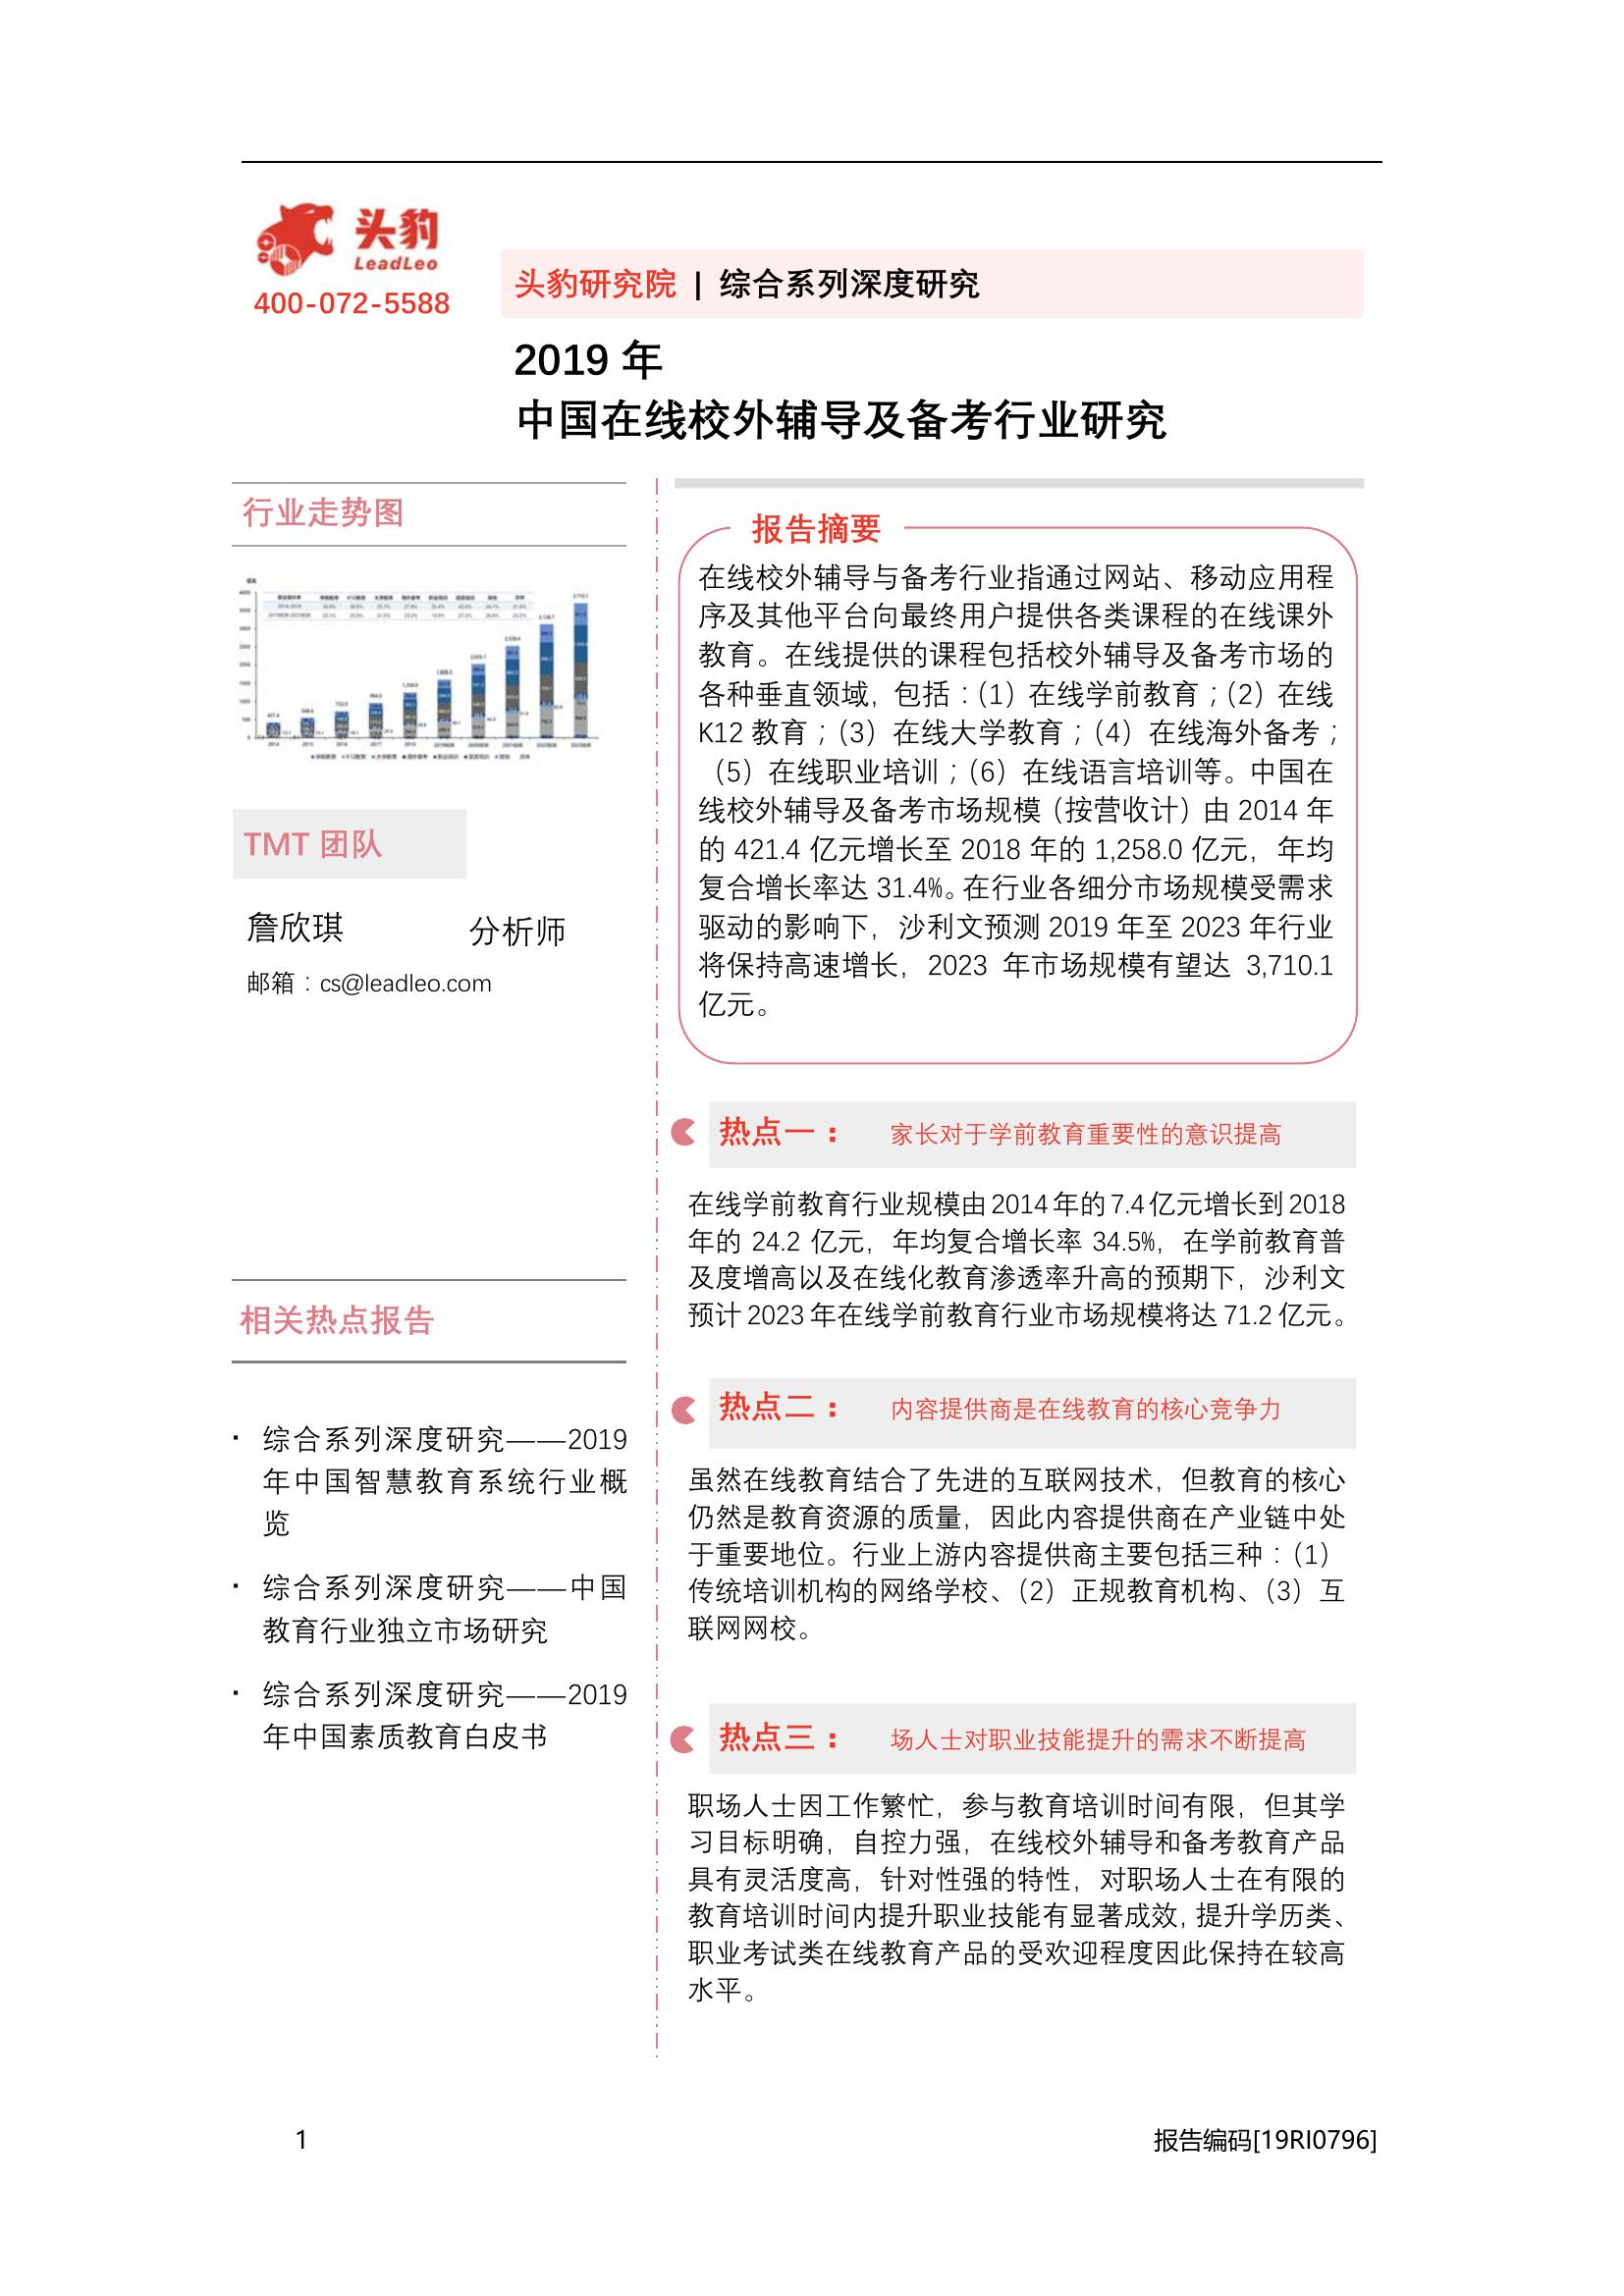 头豹
LeadLeo
400-072-5588
头豹研究院 | 综合系列深度研究
2019 年
中国在线校外辅导及备考行业研究
行业走势图
TMT 团队
詹欣琪 分析师
邮箱：cs@leadleo.com
相关热点报告
· 综合系列深度研究——2019
年中国智慧教育系统行业概
览
· 综合系列深度研究——中国
教育行业独立市场研究
· 综合系列深度研究——2019
年中国素质教育白皮书
报告摘要
在线校外辅导与备考行业指通过网站、移动应用程
序及其他平台向最终用户提供各类课程的在线课外
教育。在线提供的课程包括校外辅导及备考市场的
各种垂直领域，包括：（1）在线学前教育；（2）在线
K12 教育；（3）在线大学教育；（4）在线海外备考；
（5）在线职业培训；（6）在线语言培训等。中国在
线校外辅导及备考市场规模（按营收计）由 2014 年
的 421.4 亿元增长至 2018 年的 1,258.0 亿元，年均
复合增长率达 31.4%。在行业各细分市场规模受需求
驱动的影响下，沙利文预测 2019 年至 2023 年行业
将保持高速增长，2023 年市场规模有望达 3,710.1
亿元。
热点一： 家长对于学前教育重要性的意识提高
在线学前教育行业规模由 2014 年的 7.4 亿元增长到 2018
年的 24.2 亿元，年均复合增长率 34.5%，在学前教育普
及度增高以及在线化教育渗透率升高的预期下，沙利文
预计 2023 年在线学前教育行业市场规模将达 71.2 亿元。
热点二： 内容提供商是在线教育的核心竞争力
虽然在线教育结合了先进的互联网技术，但教育的核心
仍然是教育资源的质量，因此内容提供商在产业链中处
于重要地位。行业上游内容提供商主要包括三种：（1）
传统培训机构的网络学校、（2）正规教育机构、（3）互
联网网校。
热点三： 场人士对职业技能提升的需求不断提高
职场人士因工作繁忙，参与教育培训时间有限，但其学
习目标明确，自控力强，在线校外辅导和备考教育产品
具有灵活度高，针对性强的特性，对职场人士在有限的
教育培训时间内提升职业技能有显著成效，提升学历类、
职业考试类在线教育产品的受欢迎程度因此保持在较高
水平。
1
报告编码[19RI0796]